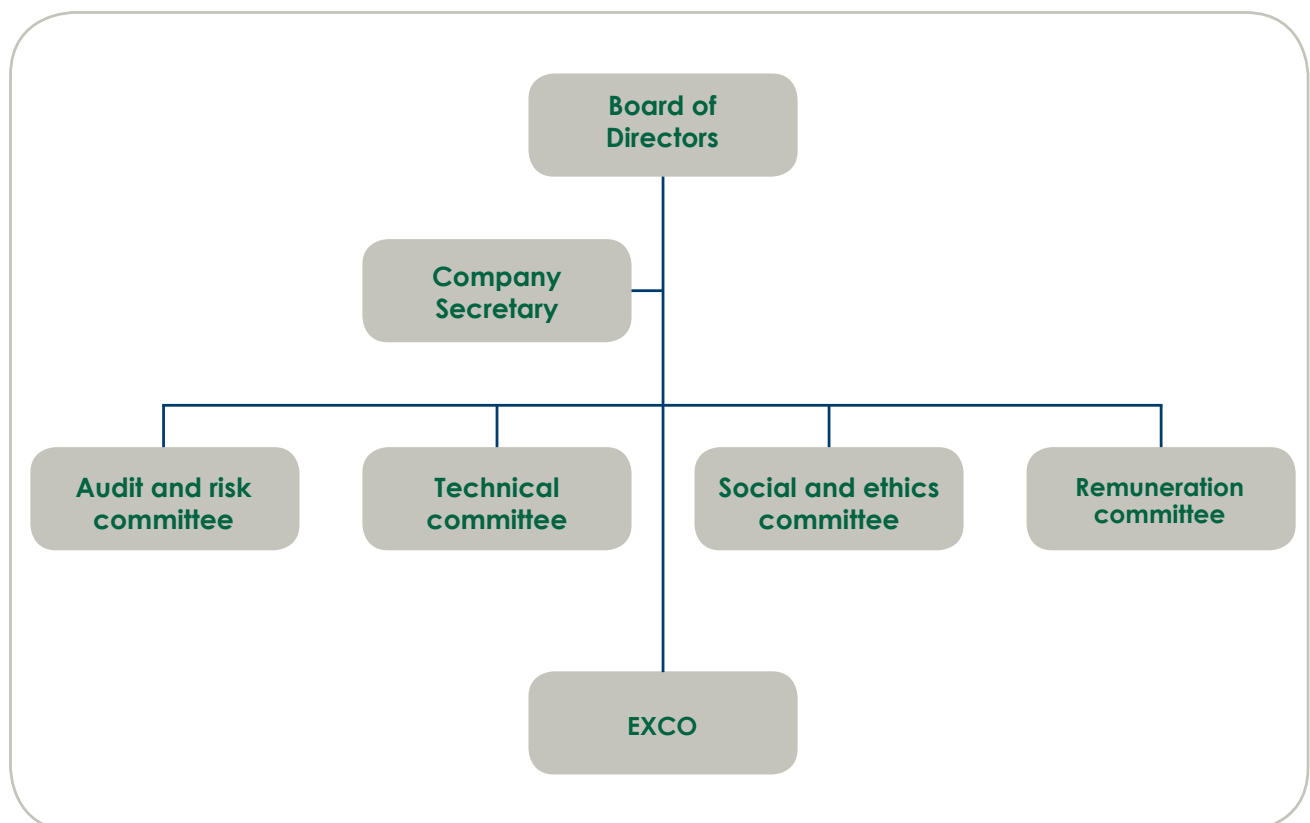 Board of
Directors
Company
Secretary
Audit and risk
committee
Technical
committee
Social and ethics
committee
Remuneration
committee
EXCO